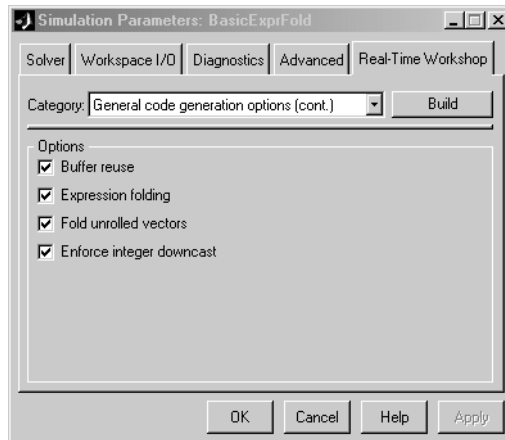 Simulation Parameters: BasicExprFold
Solver Workspace I/O Diagnostics Advanced Real-Time Workshop
Category: General code generation options (cont.) Build
Options
Buffer reuse
Expression folding
Fold unrolled vectors
Enforce integer downcast
OK Cancel Help Apply